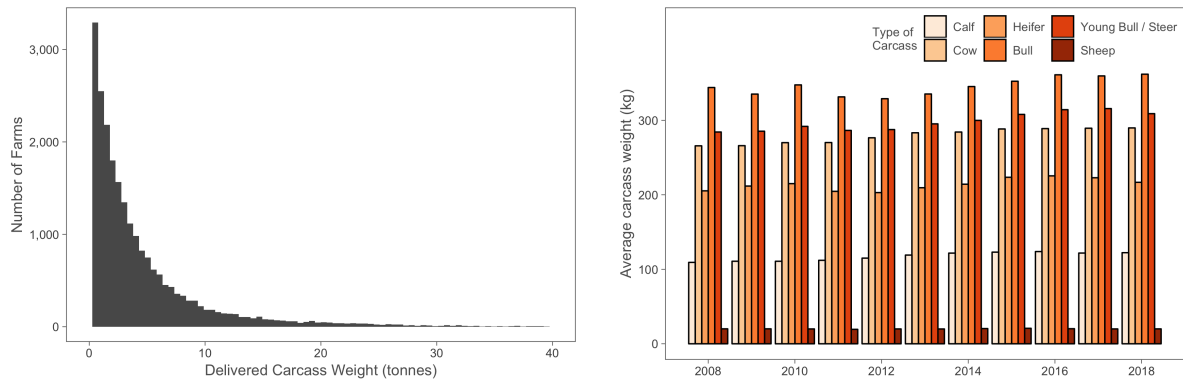 3,000
2,000
1,000
0
Number of Farms
0 10 20 30 40
Delivered Carcass Weight (tonnes)
Type of
Carcass
Calf Heifer Young Bull / Steer
Cow Bull Sheep
300
200
100
0
Average carcass weight (kg)
2008 2010 2012 2014 2016 2018